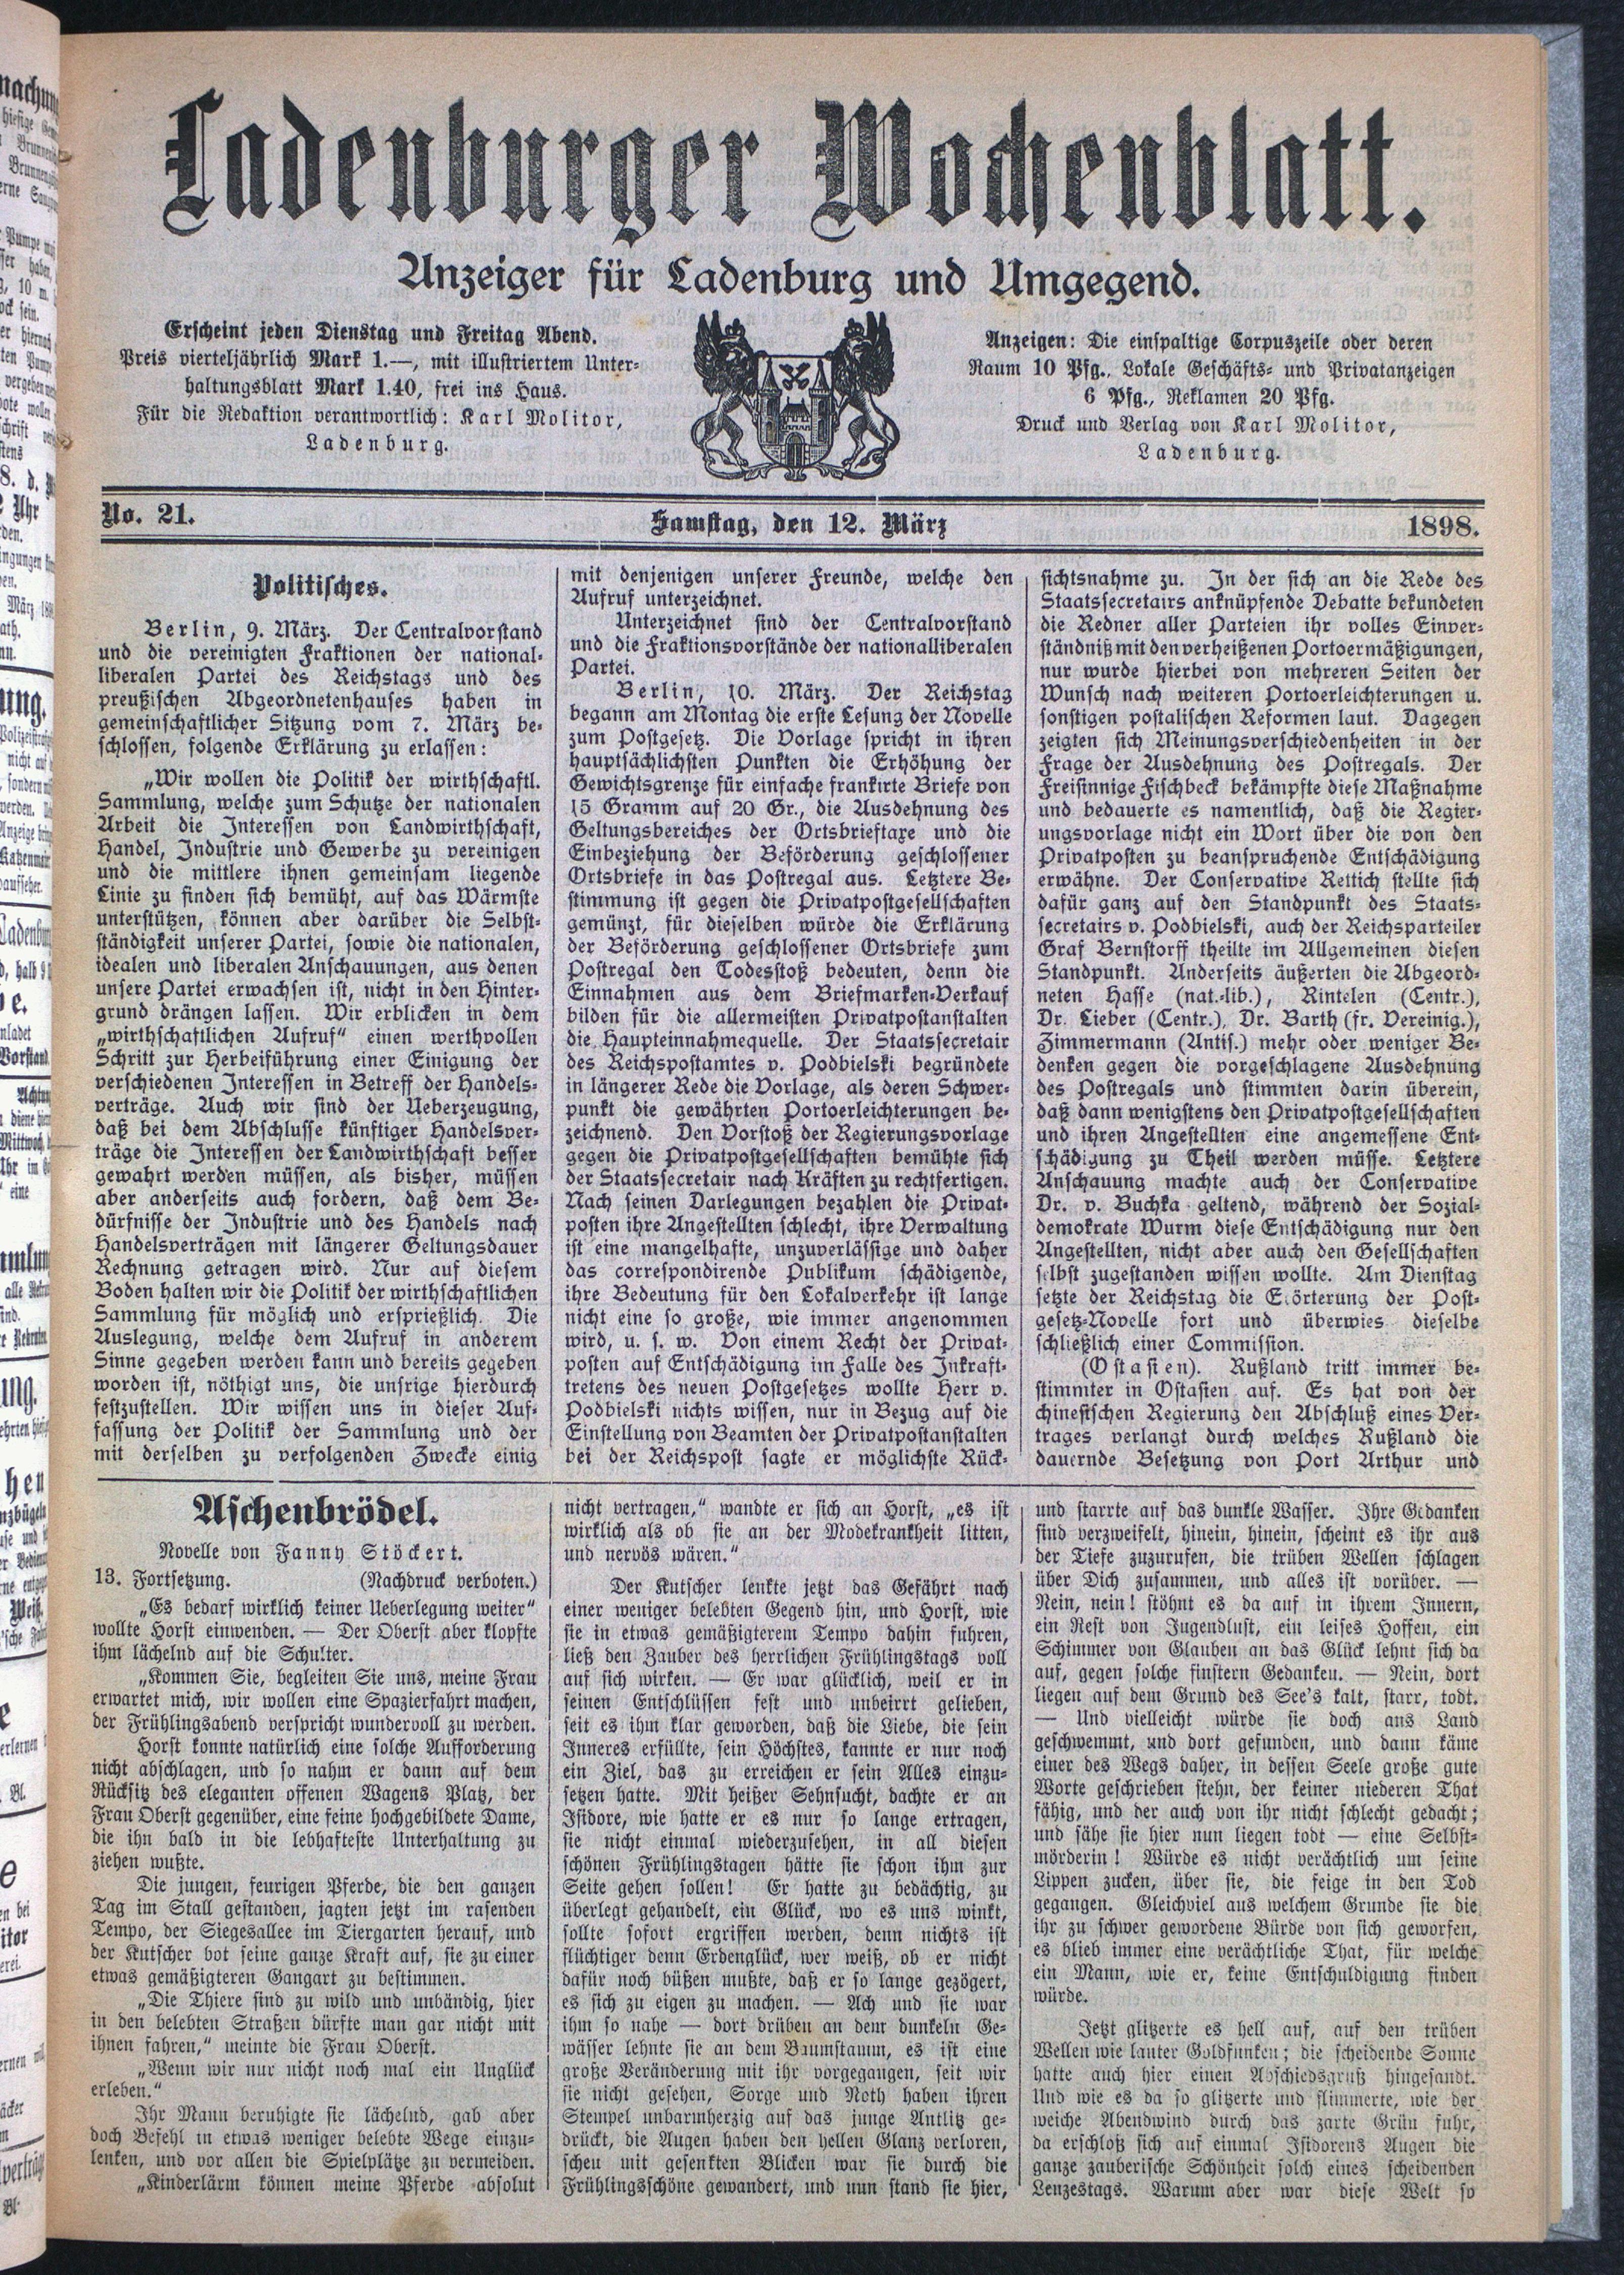 Ladenburger Wochenblatt.
Anzeiger für Ladenburg und Umgegend.
Erscheint jeden Dienstag und Freitag Abend.
Preis vierteljährlich Mark 1.—, mit illustriertem Unter-
haltungsblatt Mark 1.40, frei ins Haus.
Für die Redaktion verantwortlich: Karl Molitor,
Ladenburg.
Anzeigen: Die einspaltige Corpuszeile oder deren
Raum 10 Pfg., Lokale Geschäfts- und Privatanzeigen
6 Pfg., Reklamen 20 Pfg.
Druck und Verlag von Karl Molitor,
Ladenburg.
No. 21.
Samstag, den 12. März
1898.
Politisches.
Berlin, 9. März. Der Centralvorstand
und die vereinigten Fraktionen der national-
liberalen Partei des Reichstags und des
preußischen Abgeordnetenhauses haben in
gemeinschaftlicher Sitzung vom 7. März be-
schlossen, folgende Erklärung zu erlassen:
„Wir wollen die Politik der wirthschaftl.
Sammlung, welche zum Schutze der nationalen
Arbeit die Interessen von Landwirthschaft,
Handel, Industrie und Gewerbe zu vereinigen
und die mittlere ihnen gemeinsam liegende
Linie zu finden sich bemüht, auf das Wärmste
unterstützen, können aber darüber die Selbst-
ständigkeit unserer Partei, sowie die nationalen,
idealen und liberalen Anschauungen, aus denen
unsere Partei erwachsen ist, nicht in den Hinter-
grund drängen lassen. Wir erblicken in dem
„wirthschaftlichen Aufruf“ einen werthvollen
Schritt zur Herbeiführung einer Einigung der
verschiedenen Interessen in Betreff der Handels-
verträge. Auch wir sind der Ueberzeugung,
daß bei dem Abschlusse künftiger Handelsver-
träge die Interessen der Landwirthschaft besser
gewahrt werden müssen, als bisher, müssen
aber anderseits auch fordern, daß dem Be-
dürfnisse der Industrie und des Handels nach
Handelsverträgen mit längerer Geltungsdauer
Rechnung getragen wird. Nur auf diesem
Boden halten wir die Politik der wirthschaftlichen
Sammlung für möglich und ersprießlich. Die
Auslegung, welche dem Aufruf in anderem
Sinne gegeben werden kann und bereits gegeben
worden ist, nöthigt uns, die unsrige hierdurch
festzustellen. Wir wissen uns in dieser Auf-
fassung der Politik der Sammlung und der
mit derselben zu verfolgenden Zwecke einig
mit denjenigen unserer Freunde, welche den
Aufruf unterzeichnet.
Unterzeichnet sind der Centralvorstand
und die Fraktionsvorstände der nationalliberalen
Partei.
Berlin, 10. März. Der Reichstag
begann am Montag die erste Lesung der Novelle
zum Postgesetz. Die Vorlage spricht in ihren
hauptsächlichsten Punkten die Erhöhung der
Gewichtsgrenze für einfache frankirte Briefe von
15 Gramm auf 20 Gr., die Ausdehnung des
Geltungsbereiches der Ortsbrieftaxe und die
Einbeziehung der Beförderung geschlossener
Ortsbriefe in das Postregal aus. Letztere Be-
stimmung ist gegen die Privatpostgesellschaften
gemünzt, für dieselben würde die Erklärung
der Beförderung geschlossener Ortsbriefe zum
Postregal den Todesstoß bedeuten, denn die
Einnahmen aus dem Briefmarken-Verkauf
bilden für die allermeisten Privatpostanstalten
die Haupteinnahmequelle. Der Staatssecretair
des Reichspostamtes v. Podbielski begründete
in längerer Rede die Vorlage, als deren Schwer-
punkt die gewährten Portoerleichterungen be-
zeichnend. Den Vorstoß der Regierungsvorlage
gegen die Privatpostgesellschaften bemühte sich
der Staatssecretair nach Kräften zu rechtfertigen.
Nach seinen Darlegungen bezahlen die Privat-
posten ihre Angestellten schlecht, ihre Verwaltung
ist eine mangelhafte, unzuverlässige und daher
das correspondirende Publikum schädigende,
ihre Bedeutung für den Lokalverkehr ist lange
nicht eine so große, wie immer angenommen
wird, u. s. w. Von einem Recht der Privat-
posten auf Entschädigung im Falle des Inkraft-
tretens des neuen Postgesetzes wollte Herr v.
Podbielski nichts wissen, nur in Bezug auf die
Einstellung von Beamten der Privatpostanstalten
bei der Reichspost sagte er möglichste Rück-
sichtsnahme zu. In der sich an die Rede des
Staatssecretairs anknüpfende Debatte bekundeten
die Redner aller Parteien ihr volles Einver-
ständniß mit den verheißenen Portoermäßigungen,
nur wurde hierbei von mehreren Seiten der
Wunsch nach weiteren Portoerleichterungen u.
sonstigen postalischen Reformen laut. Dagegen
zeigten sich Meinungsverschiedenheiten in der
Frage der Ausdehnung des Postregals. Der
Freisinnige Fischbeck bekämpfte diese Maßnahme
und bedauerte es namentlich, daß die Regier-
ungsvorlage nicht ein Wort über die von den
Privatposten zu beanspruchende Entschädigung
erwähne. Der Conservative Rettich stellte sich
dafür ganz auf den Standpunkt des Staats-
secretairs v. Podbielski, auch der Reichsparteiler
Graf Bernstorff theilte im Allgemeinen diesen
Standpunkt. Anderseits äußerten die Abgeord-
neten Hasse (nat.-lib.), Rintelen (Centr.),
Dr. Lieber (Centr.), Dr. Barth (fr. Vereinig.),
Zimmermann (Antis.) mehr oder weniger Be-
denken gegen die vorgeschlagene Ausdehnung
des Postregals und stimmten darin überein,
daß dann wenigstens den Privatpostgesellschaften
und ihren Angestellten eine angemessene Ent-
schädigung zu Theil werden müsse. Letztere
Anschauung machte auch der Conservative
Dr. v. Buchka geltend, während der Sozial-
demokrate Wurm diese Entschädigung nur den
Angestellten, nicht aber auch den Gesellschaften
selbst zugestanden wissen wollte. Am Dienstag
setzte der Reichstag die Erörterung der Post-
gesetz-Novelle fort und überwies dieselbe
schließlich einer Commission.
(Ostasien). Rußland tritt immer be-
stimmter in Ostasien auf. Es hat von der
chinesischen Regierung den Abschluß eines Ver-
trages verlangt durch welches Rußland die
dauernde Besetzung von Port Arthur und
Aschenbrödel.
Novelle von Fanny Stöckert.
13. Fortsetzung. (Nachdruck verboten.)
„Es bedarf wirklich keiner Ueberlegung weiter“
wollte Horst einwenden. — Der Oberst aber klopfte
ihm lächelnd auf die Schulter.
„Kommen Sie, begleiten Sie uns, meine Frau
erwartet mich, wir wollen eine Spazierfahrt machen,
der Frühlingsabend verspricht wundervoll zu werden.
Horst konnte natürlich eine solche Aufforderung
nicht abschlagen, und so nahm er dann auf dem
Rücksitz des eleganten offenen Wagens Platz, der
Frau Oberst gegenüber, eine feine hochgebildete Dame,
die ihn bald in die lebhafteste Unterhaltung zu
ziehen wußte.
Die jungen, feurigen Pferde, die den ganzen
Tag im Stall gestanden, jagten jetzt im rasenden
Tempo, der Siegesallee im Tiergarten herauf, und
der Kutscher bot seine ganze Kraft auf, sie zu einer
etwas gemäßigteren Gangart zu bestimmen.
„Die Thiere sind zu wild und unbändig, hier
in den belebten Straßen dürfte man gar nicht mit
ihnen fahren,“ meinte die Frau Oberst.
„Wenn wir nur nicht noch mal ein Unglück
erleben.“
Ihr Mann beruhigte sie lächelnd, gab aber
doch Befehl in etwas weniger belebte Wege einzu-
lenken, und vor allen die Spielplätze zu vermeiden.
„Kinderlärm können meine Pferde absolut
nicht vertragen,“ wandte er sich an Horst, „es ist
wirklich als ob sie an der Modekrankheit litten,
und nervös wären.“
Der Kutscher lenkte jetzt das Gefährt nach
einer weniger belebten Gegend hin, und Horst, wie
sie in etwas gemäßigterem Tempo dahin fuhren,
ließ den Zauber des herrlichen Frühlingstags voll
auf sich wirken. — Er war glücklich, weil er in
seinen Entschlüssen fest und unbeirrt gelieben,
seit es ihm klar geworden, daß die Liebe, die sein
Inneres erfüllte, sein Höchstes, kannte er nur noch
ein Ziel, das zu erreichen er sein Alles einzu-
setzen hatte. Mit heißer Sehnsucht, dachte er an
Isidore, wie hatte er es nur so lange ertragen,
sie nicht einmal wiederzusehen, in all diesen
schönen Frühlingstagen hätte sie schon ihm zur
Seite gehen sollen! Er hatte zu bedächtig, zu
überlegt gehandelt, ein Glück, wo es uns winkt,
sollte sofort ergriffen werden, denn nichts ist
flüchtiger denn Erdenglück, wer weiß, ob er nicht
dafür noch büßen mußte, daß er so lange gezögert,
es sich zu eigen zu machen. — Ach und sie war
ihm so nahe — dort drüben an dem dunkeln Ge-
wässer lehnte sie an dem Baumstamm, es ist eine
große Veränderung mit ihr vorgegangen, seit wir
sie nicht gesehen, Sorge und Noth haben ihren
Stempel unbarmherzig auf das junge Antlitz ge-
drückt, die Augen haben den hellen Glanz verloren,
scheu mit gesenkten Blicken war sie durch die
Frühlingsschöne gewandert, und nun stand sie hier,
und starrte auf das dunkle Wasser. Ihre Gedanken
sind verzweifelt, hinein, hinein, scheint es ihr aus
der Tiefe zuzurufen, die trüben Wellen schlagen
über Dich zusammen, und alles ist vorüber. —
Nein, nein! stöhnt es da auf in ihrem Innern,
ein Rest von Jugendlust, ein leises Hoffen, ein
Schimmer von Glauben an das Glück lehnt sich da
auf, gegen solche finstern Gedanken. — Nein, dort
liegen auf dem Grund des See's kalt, starr, todt.
— Und vielleicht würde sie doch ans Land
geschwemmt, und dort gefunden, und dann käme
einer des Wegs daher, in dessen Seele große gute
Worte geschrieben stehn, der keiner niederen That
fähig, und der auch von ihr nicht schlecht gedacht;
und sähe sie hier nun liegen todt — eine Selbst-
mörderin! Würde es nicht verächtlich um seine
Lippen zucken, über sie, die feige in den Tod
gegangen. Gleichviel aus welchem Grunde sie die
ihr zu schwer gewordene Bürde von sich geworfen,
es blieb immer eine verächtliche That, für welche
ein Mann, wie er, keine Entschuldigung finden
würde.
Jetzt glitzerte es hell auf, auf den trüben
Wellen wie lauter Goldfunken; die scheidende Sonne
hatte auch hier einen Abschiedsgruß hingesandt.
Und wie es da so glitzerte und flimmerte, wie der
weiche Abendwind durch das zarte Grün fuhr,
da erschloß sich auf einmal Isidorens Augen die
ganze zauberische Schönheit solch eines scheidenden
Lenzestags. Warum aber war diese Welt so